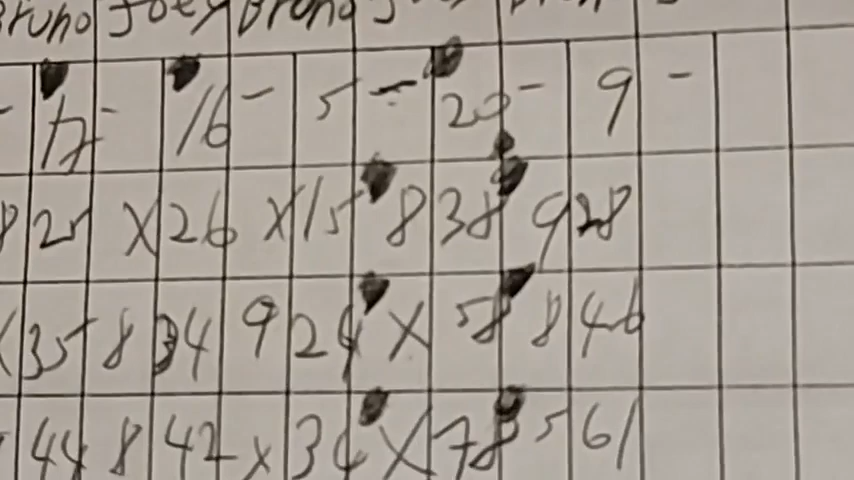 Bruno Joey Bruno
- 17 - 16 - 5 - 20 - 9 -
8 25 X 26 X 15 8 38 9 28
X 35 8 34 9 24 X 58 8 46
44 8 42 X 34 X 78 5 61